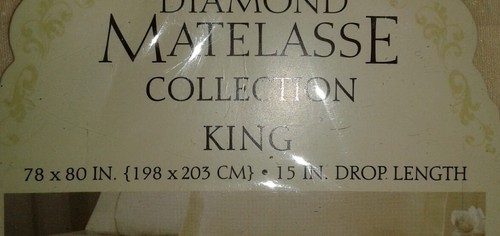 DIAMOND
MATELASSE
COLLECTION
KING
78 x 80 IN. {198 x 203 CM} • 15 IN. DROP LENGTH